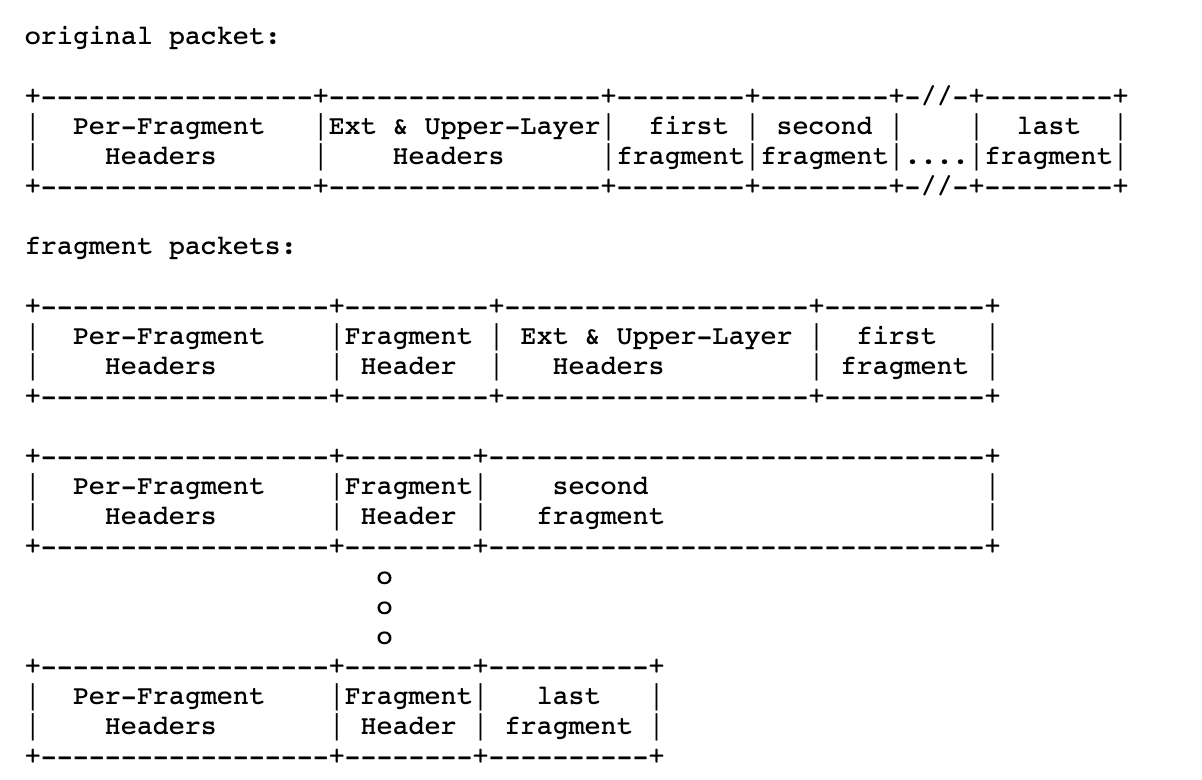 original packet:
+-----------------+-----------------+--------+--------+-//-+--------+
|  Per-Fragment   |Ext & Upper-Layer|  first | second |    |  last  |
|    Headers      |    Headers      |fragment|fragment|....|fragment|
+-----------------+-----------------+--------+--------+-//-+--------+
fragment packets:
+------------------+---------+-------------------+----------+
|  Per-Fragment    |Fragment | Ext & Upper-Layer |  first   |
|    Headers       | Header  |   Headers         | fragment |
+------------------+---------+-------------------+----------+
+------------------+--------+-------------------------------+
|  Per-Fragment    |Fragment|    second                     |
|    Headers       | Header |   fragment                    |
+------------------+--------+-------------------------------+
o
o
o
+------------------+--------+----------+
|  Per-Fragment    |Fragment|   last   |
|    Headers       | Header | fragment |
+------------------+--------+----------+